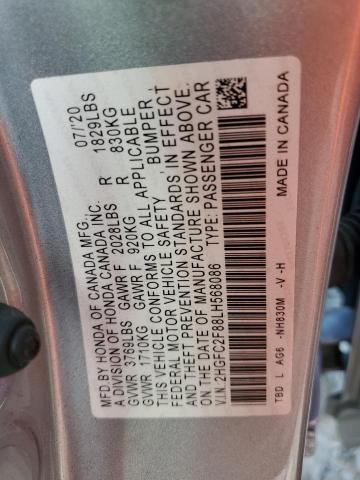 MFD.BY HONDA OF CANADA MFG., 07/20
A DIVISION OF HONDA CANADA INC.
GVWR 3769LBS GAWR F 2028LBS R 1829LBS
GVWR 1710KG GAWR F 920KG R 830KG
THIS VEHICLE CONFORMS TO ALL APPLICABLE
FEDERAL MOTOR VEHICLE SAFETY, BUMPER,
THEFT PREVENTION STANDARDS IN EFFECT
ON THE DATE OF MANUFACTURE SHOWN ABOVE.
V.I.N. 2HGFC2F88LH568086 TYPE: PASSENGER CAR
TBD L AG6 -NH830M -V -H MADE IN CANADA